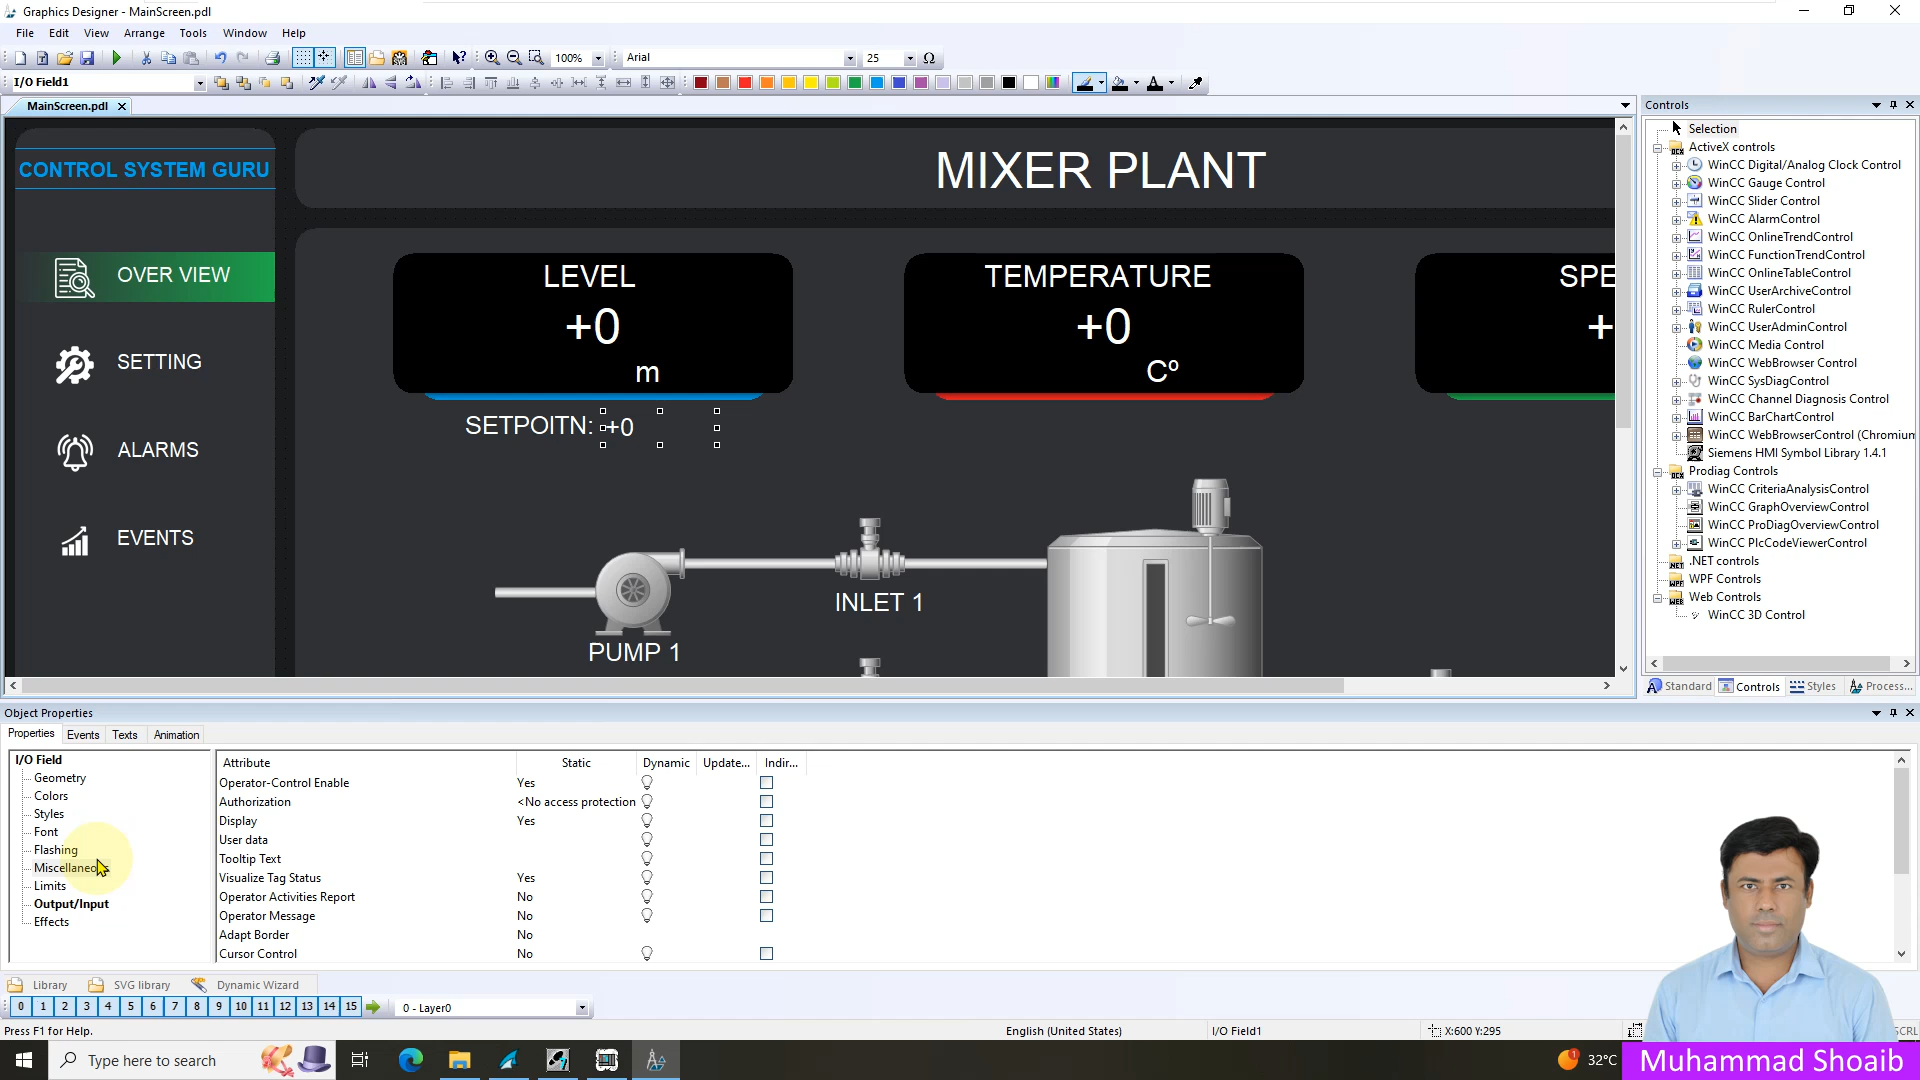 Graphics Designer - MainScreen.pdl
File Edit View Arrange Tools Window Help
100% Arial 25 Ω
I/O Field1
MainScreen.pdl
CONTROL SYSTEM GURU
OVER VIEW
SETTING
ALARMS
EVENTS
MIXER PLANT
LEVEL
+0
m
SETPOITN: +0
TEMPERATURE
+0
Cº
SPE
+
INLET 1
PUMP 1
Controls
Selection
ActiveX controls
WinCC Digital/Analog Clock Control
WinCC Gauge Control
WinCC Slider Control
WinCC AlarmControl
WinCC OnlineTrendControl
WinCC FunctionTrendControl
WinCC OnlineTableControl
WinCC UserArchiveControl
WinCC RulerControl
WinCC UserAdminControl
WinCC Media Control
WinCC WebBrowser Control
WinCC SysDiagControl
WinCC Channel Diagnosis Control
WinCC BarChartControl
WinCC WebBrowserControl (Chromium
Siemens HMI Symbol Library 1.4.1
Prodiag Controls
WinCC CriteriaAnalysisControl
WinCC GraphOverviewControl
WinCC ProDiagOverviewControl
WinCC PlcCodeViewerControl
.NET controls
WPF Controls
Web Controls
WinCC 3D Control
Standard Controls Styles Process...
Object Properties
Properties Events Texts Animation
I/O Field
Geometry
Colors
Styles
Font
Flashing
Limits
Output/Input
Effects
Attribute Static Dynamic Update... Indir...
Operator-Control Enable Yes
Authorization <No access protection
Display Yes
User data
Tooltip Text
Visualize Tag Status Yes
Operator Activities Report No
Operator Message No
Adapt Border No
Cursor Control No
Library SVG library Dynamic Wizard
0 1 2 3 4 5 6 7 8 9 10 11 12 13 14 15 0 - Layer0
Press F1 for Help. English (United States) I/O Field1 X:600 Y:295 SCRL
Type here to search 1 32°C
Muhammad Shoaib